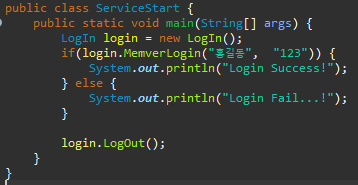 public class ServiceStart {
public static void main(String[] args) {
LogIn login = new LogIn();
if(login.MemverLogin("홍길동", "123")) {
System.out.println("Login Success!");
} else {
System.out.println("Login Fail...!");
}
login.LogOut();
}
}